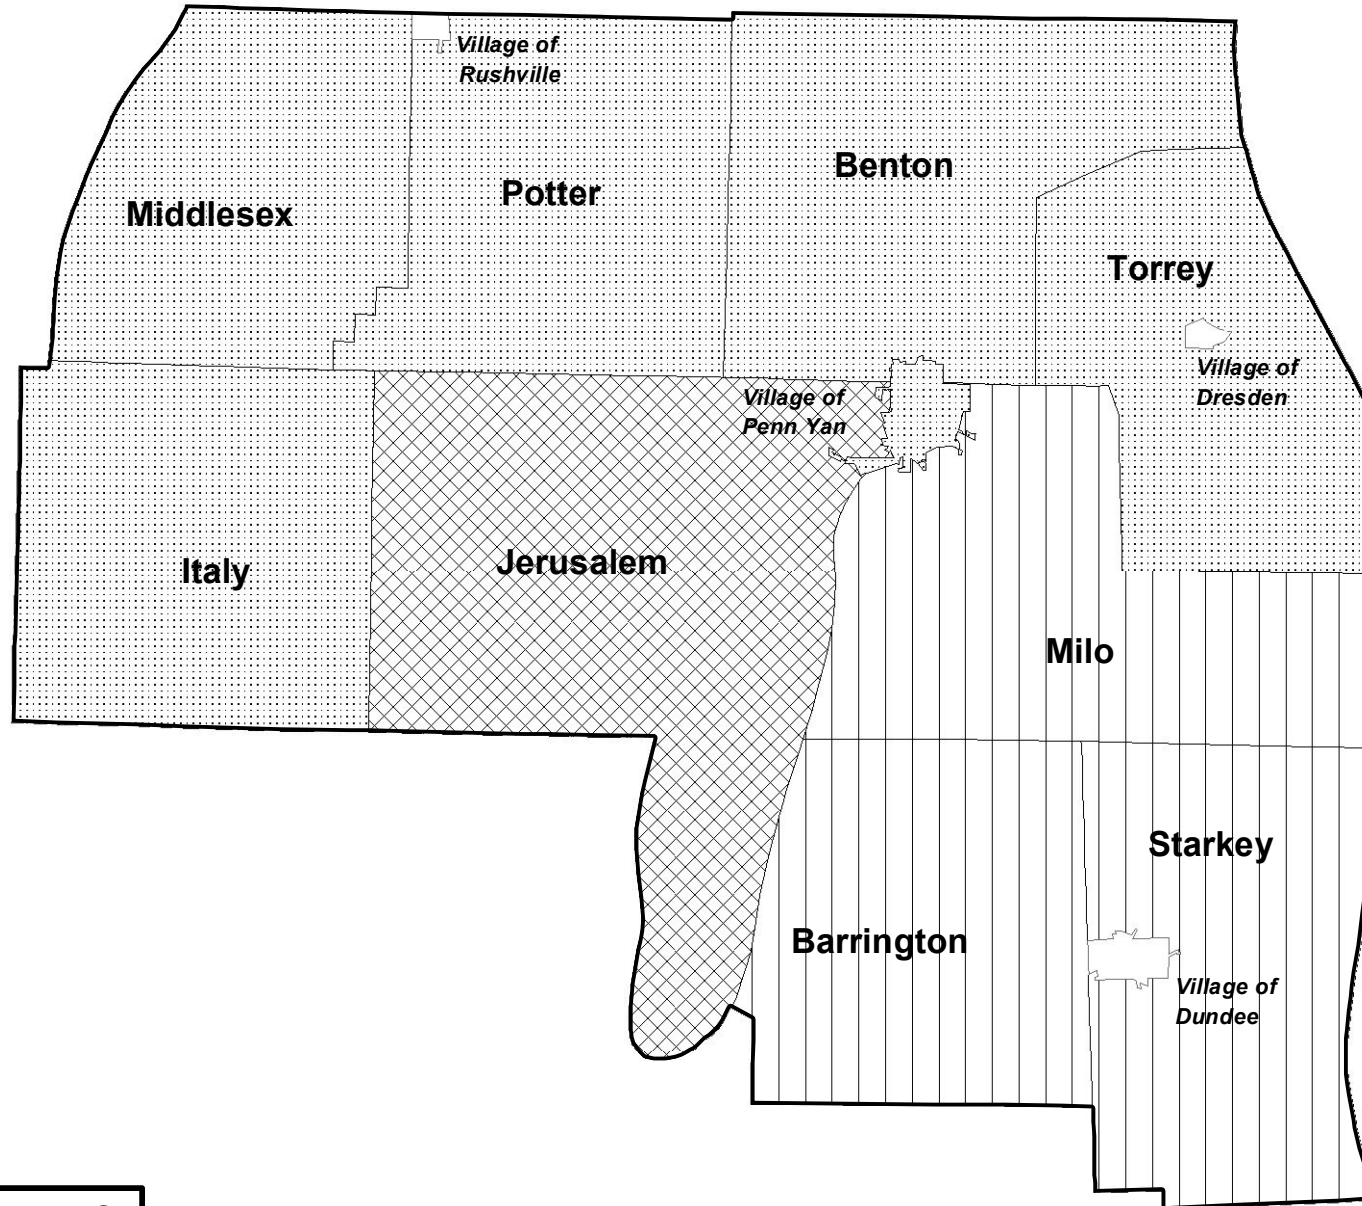 Village of
Rushville
Benton
Potter
Middlesex
Torrey
Village of
Dresden
Village of
Penn Yan
Jerusalem
Italy
Milo
Starkey
Barrington
Village of
Dundee